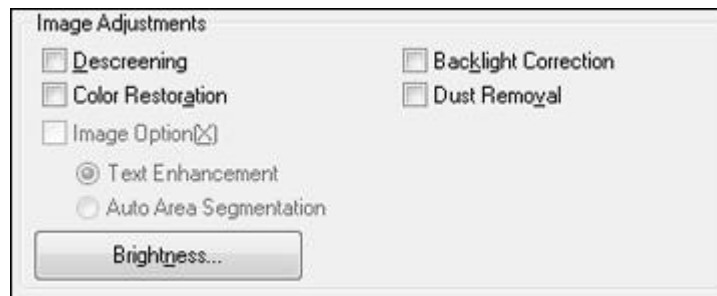 Image Adjustments
Descreening
Backlight Correction
Color Restoration
Dust Removal
Image Option(X)
Text Enhancement
Auto Area Segmentation
Brightness...